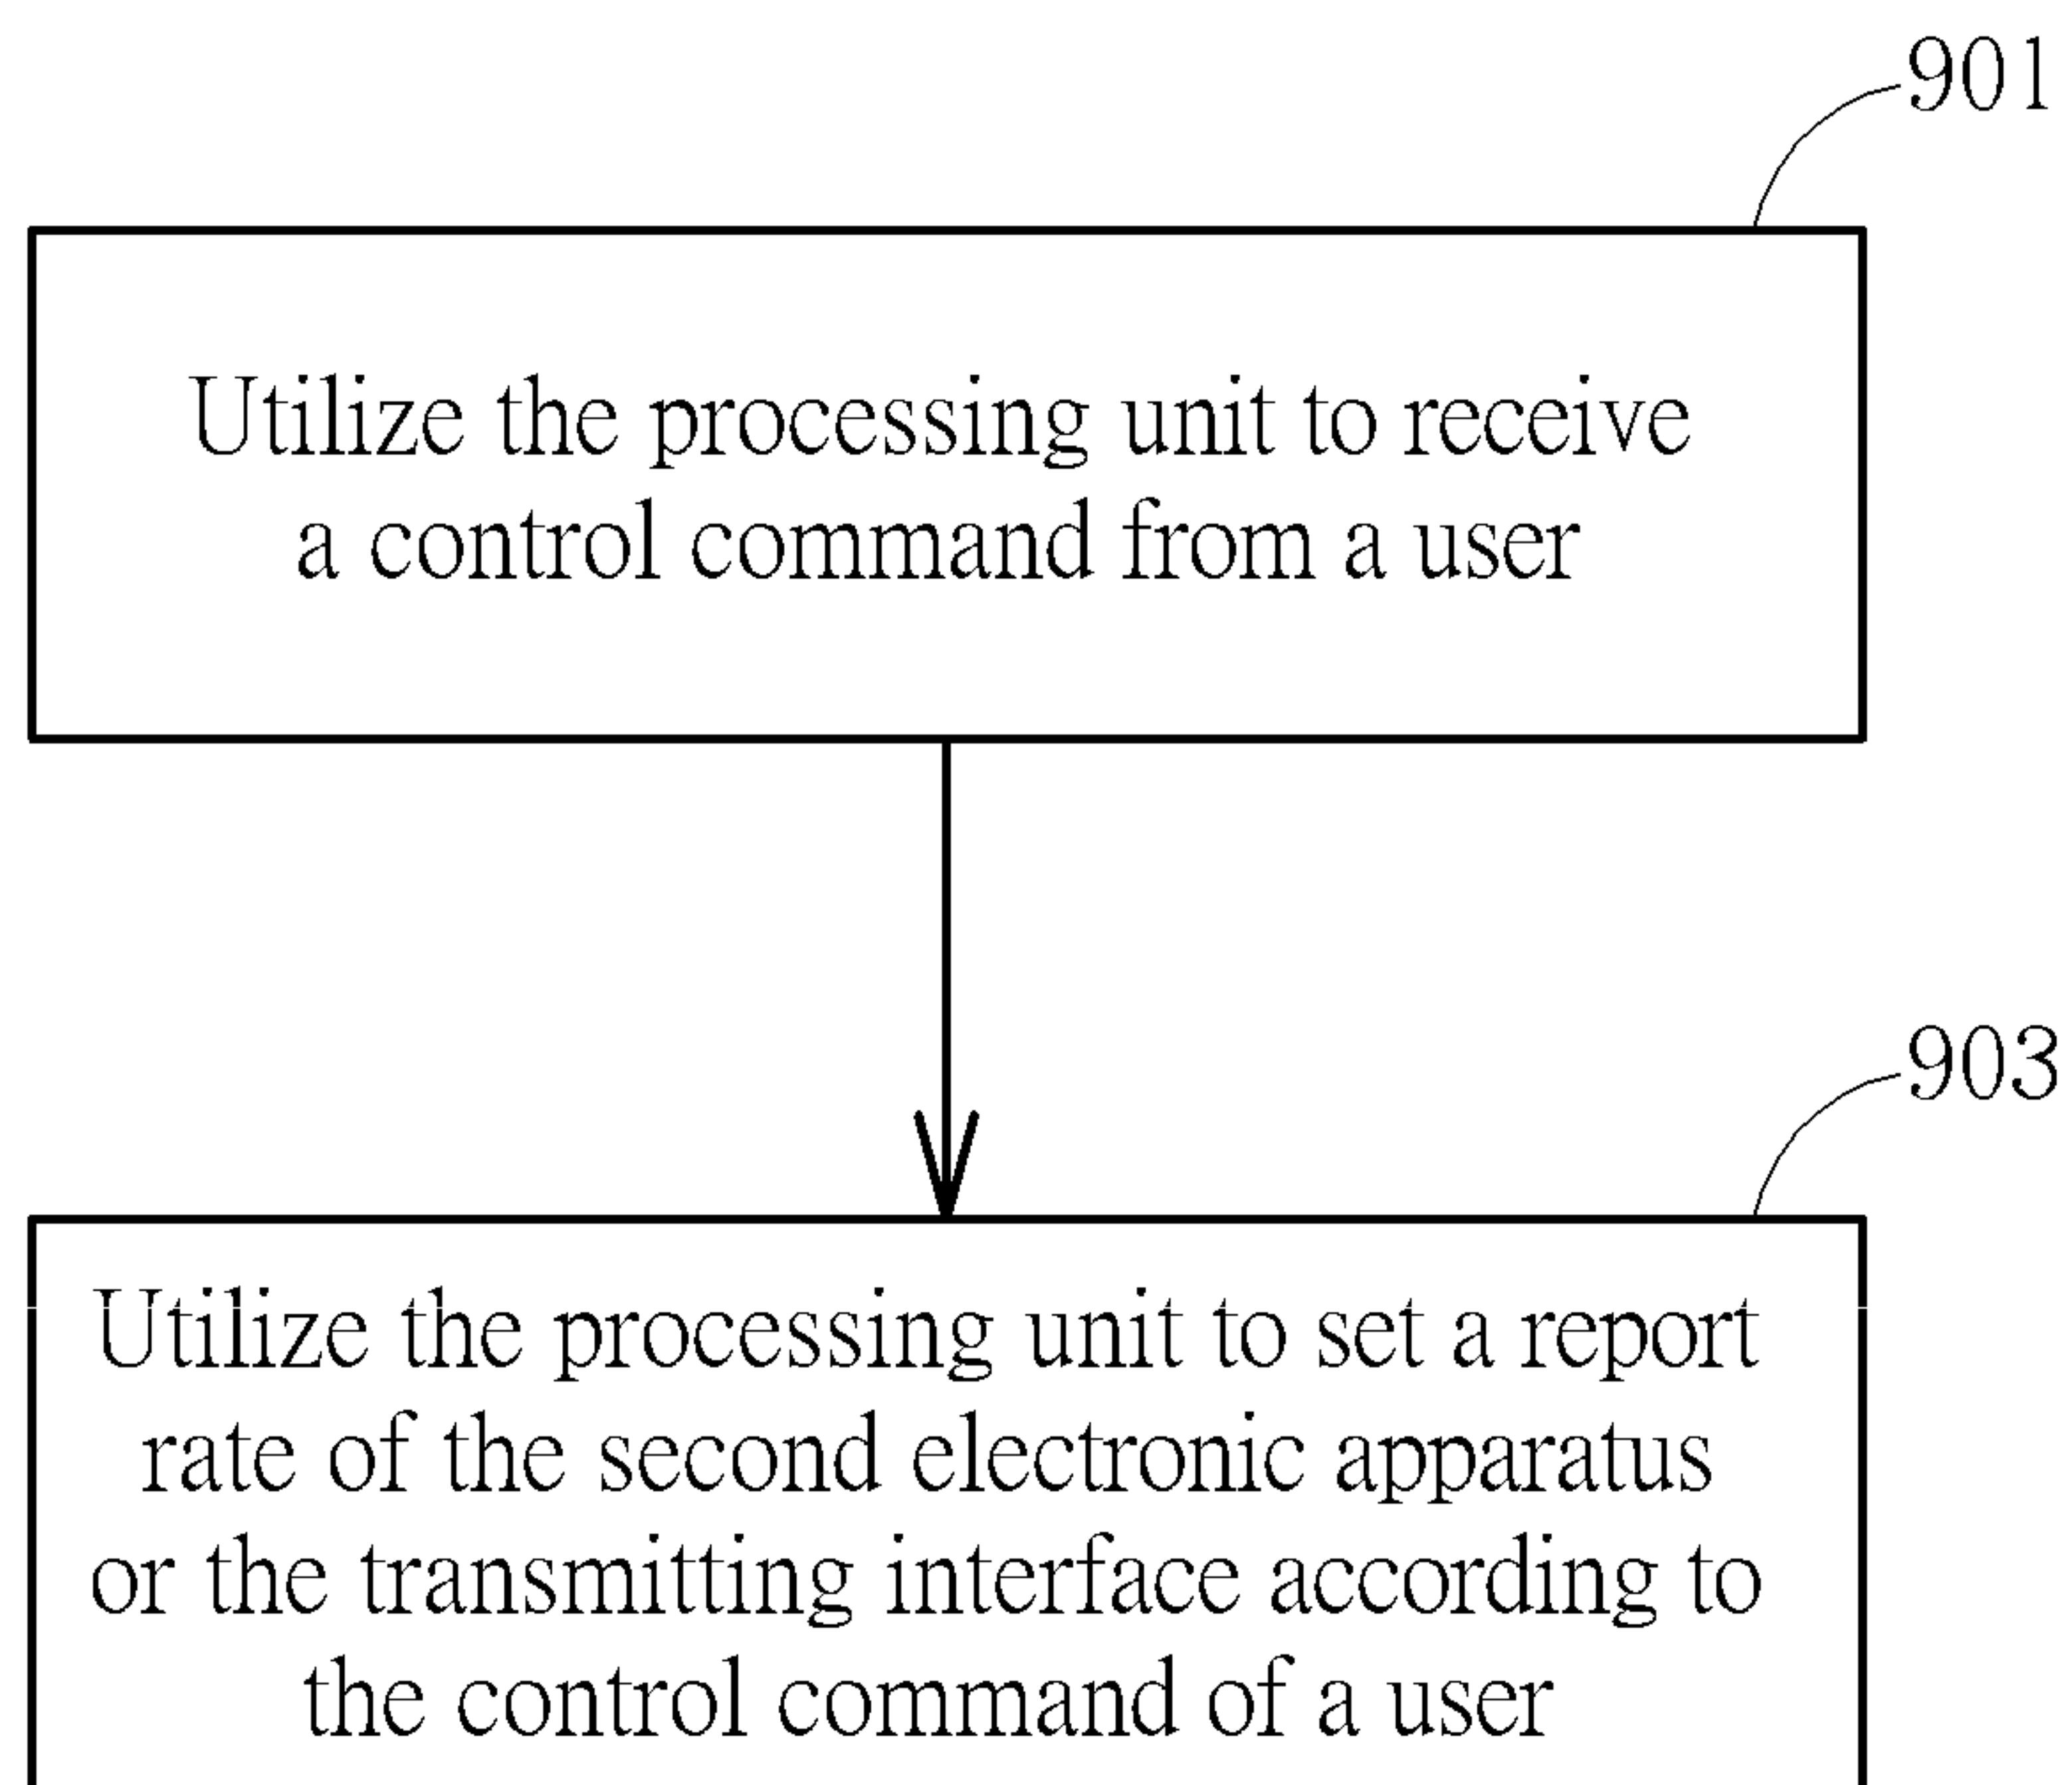 901
Utilize the processing unit to receive
a control command from a user
903
Utilize the processing unit to set a report
rate of the second electronic apparatus
or the transmitting interface according to
the control command of a user